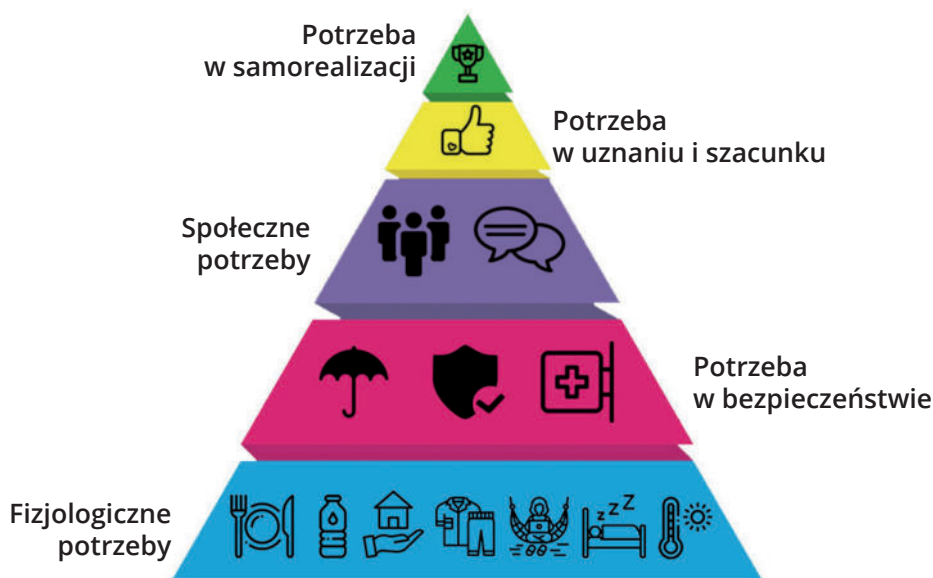 Potrzeba
w samorealizacji
Potrzeba
w uznaniu i szacunku
Społeczne
potrzeby
Potrzeba
w bezpieczeństwie
Fizjologiczne
potrzeby
z z Z